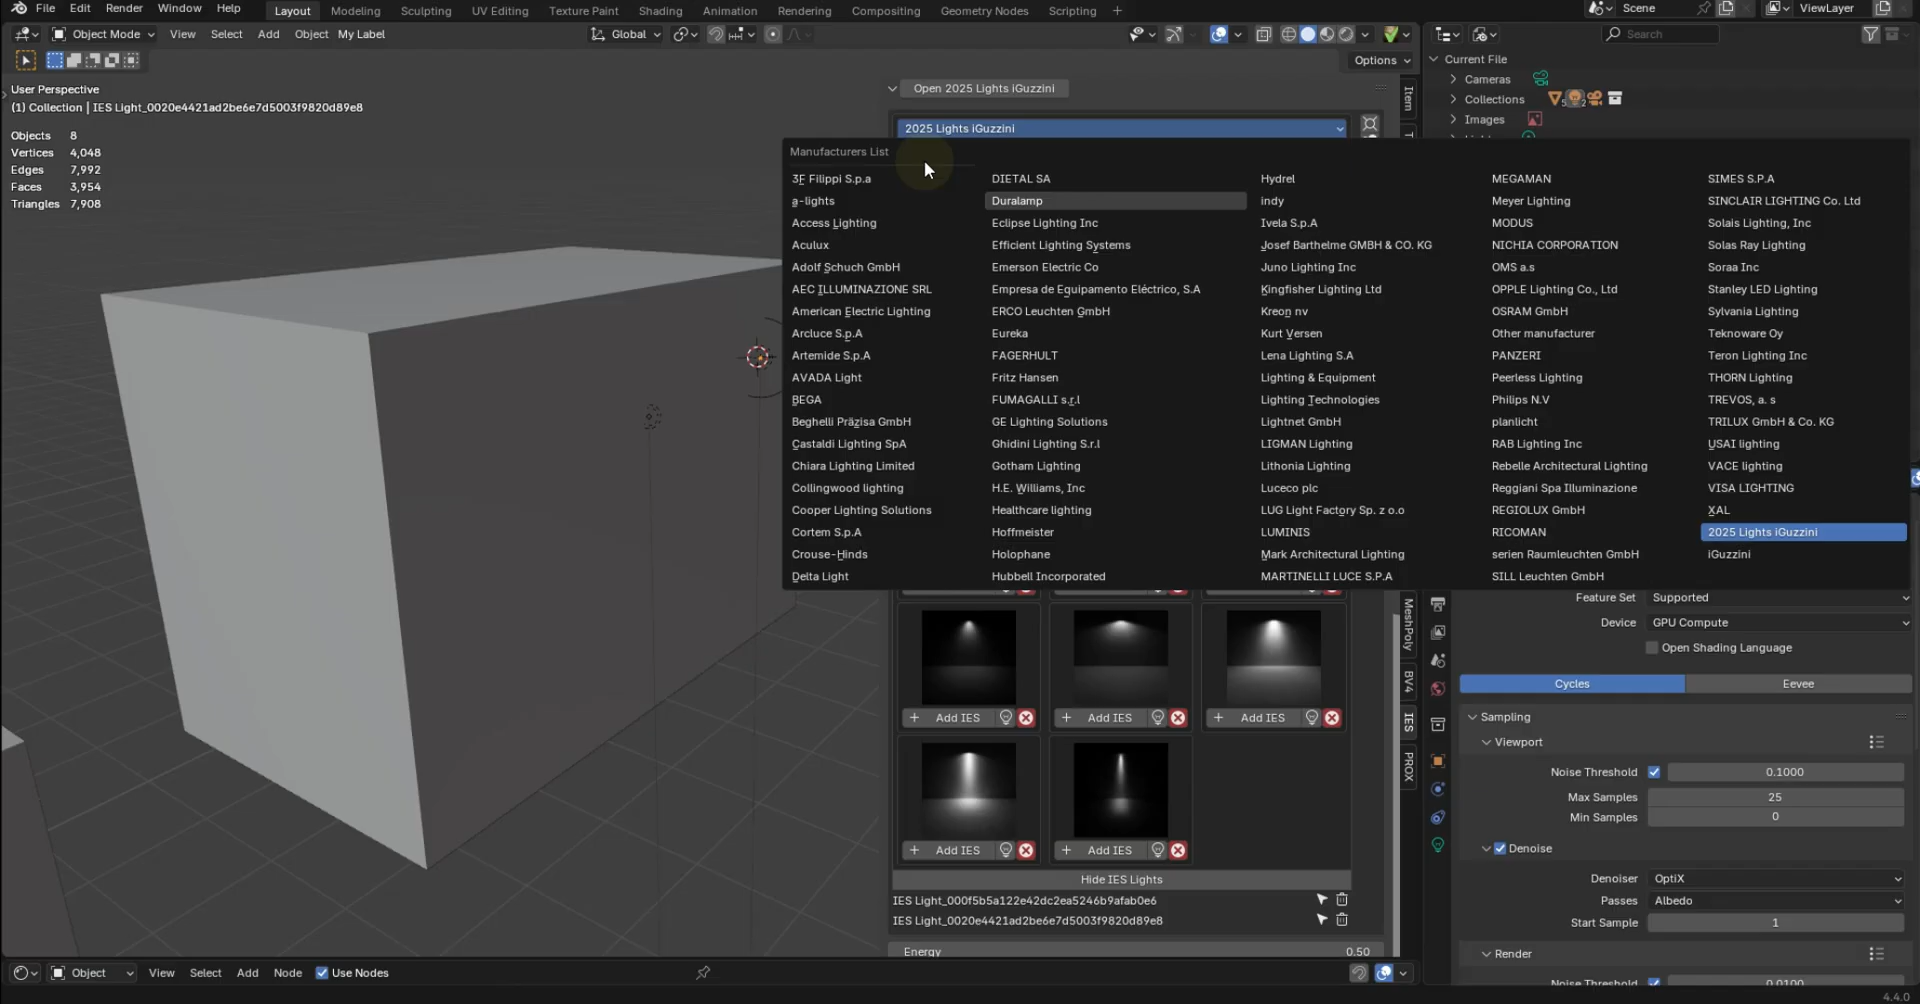 File Edit Render Window Help Layout Modeling Sculpting UV Editing Texture Paint Shading Animation Rendering Compositing Geometry Nodes Scripting + Scene ViewLayer
Object Mode View Select Add Object My Label Global Search
Options
User Perspective
(1) Collection | IES Light_0020e4421ad2be6e7d5003f9820d89e8
Objects 8
Vertices 4,048
Edges 7,992
Faces 3,954
Triangles 7,908
Open 2025 Lights iGuzzini
2025 Lights iGuzzini
Item
Current File
Cameras
Collections
Images
Manufacturers List
3F Filippi S.p.a
a-lights
Access Lighting
Aculux
Adolf Schuch GmbH
AEC ILLUMINAZIONE SRL
American Electric Lighting
Arcluce S.p.A
Artemide S.p.A
AVADA Light
BEGA
Beghelli Präzisa GmbH
Castaldi Lighting SpA
Chiara Lighting Limited
Collingwood lighting
Cooper Lighting Solutions
Cortem S.p.A
Crouse-Hinds
Delta Light
DIETAL SA
Duralamp
Eclipse Lighting Inc
Efficient Lighting Systems
Emerson Electric Co
Empresa de Equipamento Eléctrico, S.A
ERCO Leuchten GmbH
Eureka
FAGERHULT
Fritz Hansen
FUMAGALLI s.r.l
GE Lighting Solutions
Ghidini Lighting S.r.l
Gotham Lighting
H.E. Williams, Inc
Healthcare lighting
Hoffmeister
Holophane
Hubbell Incorporated
Hydrel
indy
Ivela S.p.A
Josef Barthelme GMBH & CO. KG
Juno Lighting Inc
Kingfisher Lighting Ltd
Kreon nv
Kurt Versen
Lena Lighting S.A
Lighting & Equipment
Lighting Technologies
Lightnet GmbH
LIGMAN Lighting
Lithonia Lighting
Luceco plc
LUG Light Factory Sp. z o.o
LUMINIS
Mark Architectural Lighting
MARTINELLI LUCE S.P.A
MEGAMAN
Meyer Lighting
MODUS
NICHIA CORPORATION
OMS a.s
OPPLE Lighting Co., Ltd
OSRAM GmbH
Other manufacturer
PANZERI
Peerless Lighting
Philips N.V
planlicht
RAB Lighting Inc
Rebelle Architectural Lighting
Reggiani Spa Illuminazione
REGIOLUX GmbH
RICOMAN
serien Raumleuchten GmbH
SILL Leuchten GmbH
SIMES S.P.A
SINCLAIR LIGHTING Co. Ltd
Solais Lighting, Inc
Solas Ray Lighting
Soraa Inc
Stanley LED Lighting
Sylvania Lighting
Teknoware Oy
Teron Lighting Inc
THORN Lighting
TREVOS, a. s
TRILUX GmbH & Co. KG
USAI lighting
VACE lighting
VISA LIGHTING
XAL
2025 Lights iGuzzini
iGuzzini
+ Add IES + Add IES + Add IES
+ Add IES + Add IES
Hide IES Lights
IES Light_000f5b5a122e42dc2ea5246b9afab0e6
IES Light_0020e4421ad2be6e7d5003f9820d89e8
Energy 0.50
MeshPoly
BV4
IES
PROX
Feature Set Supported
Device GPU Compute
Open Shading Language
Cycles Eevee
Sampling
Viewport
Noise Threshold 0.1000
Max Samples 25
Min Samples 0
Denoise
Denoiser OptiX
Passes Albedo
Start Sample 1
Render
Noise Threshold 0.0100
Object View Select Add Node Use Nodes
4.4.0